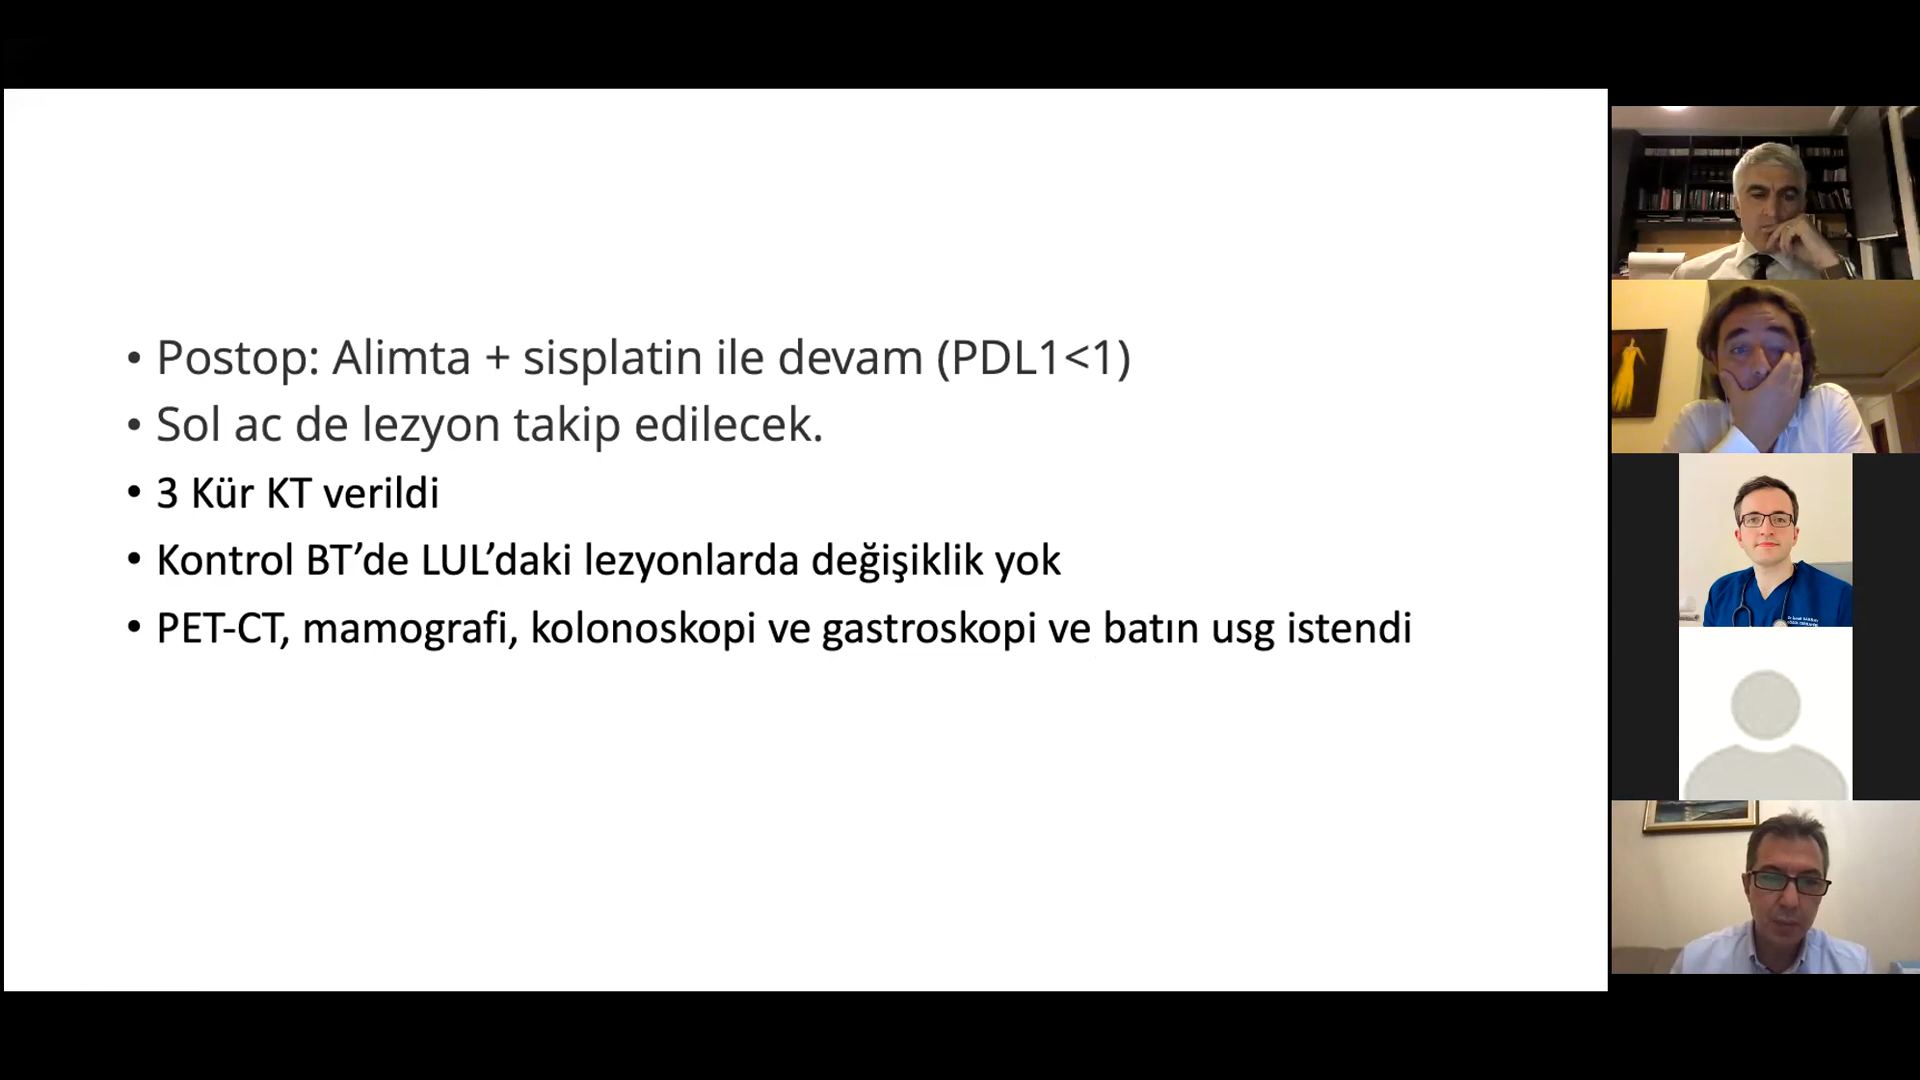 • Postop: Alimta + sisplatin ile devam (PDL1<1)
• Sol ac de lezyon takip edilecek.
• 3 Kür KT verildi
• Kontrol BT’de LUL’daki lezyonlarda değişiklik yok
• PET-CT, mamografi, kolonoskopi ve gastroskopi ve batın usg istendi